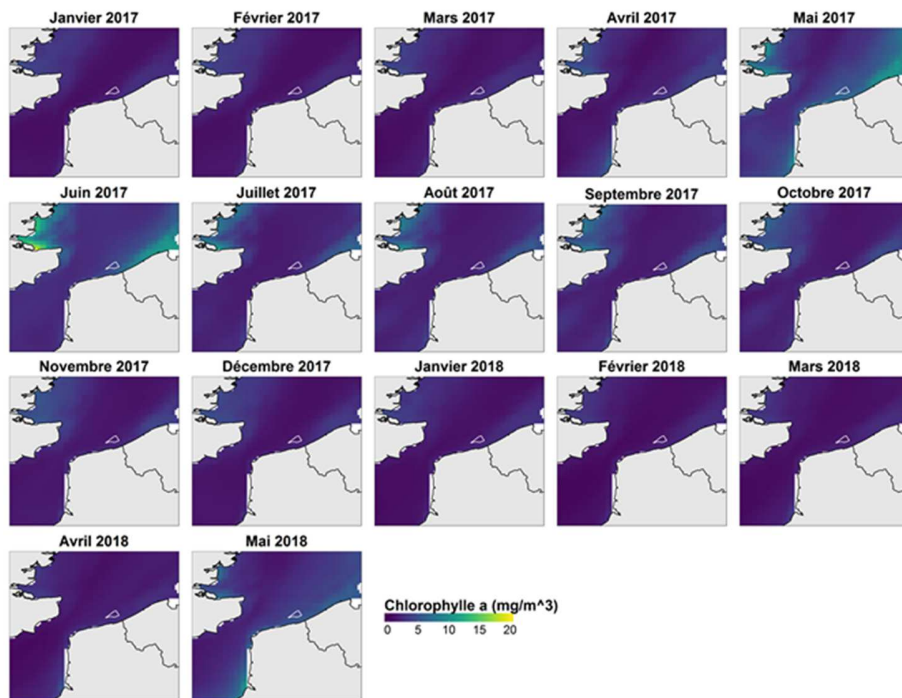 Janvier 2017
Février 2017
Mars 2017
Avril 2017
Mai 2017
Juin 2017
Juillet 2017
Août 2017
Septembre 2017
Octobre 2017
Novembre 2017
Décembre 2017
Janvier 2018
Février 2018
Mars 2018
Avril 2018
Mai 2018
Chlorophylle a (mg/m^3)
0 5 10 15 20